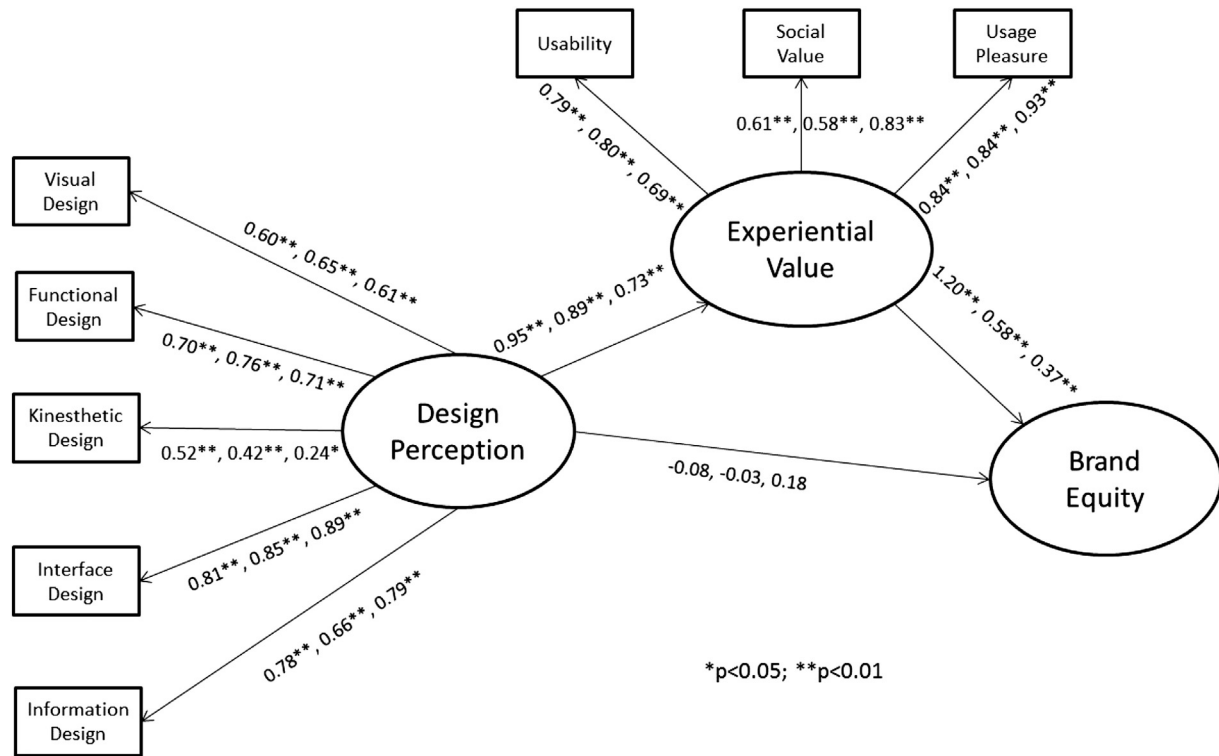 Usability
Social
Value
Usage
Pleasure
0.79**, 0.80**, 0.69**
0.61**, 0.58**, 0.83**
0.84**, 0.84**, 0.93**
Visual
Design
0.60**, 0.65**, 0.61**
Experiential
Value
Functional
Design
0.70**, 0.76**, 0.71**
0.95**, 0.89**, 0.73**
1.20**, 0.58**, 0.37**
Kinesthetic
Design
0.52**, 0.42**, 0.24*
Design
Perception
-0.08, -0.03, 0.18
Brand
Equity
Interface
Design
0.81**, 0.85**, 0.89**
0.78**, 0.66**, 0.79**
Information
Design
*p<0.05; **p<0.01